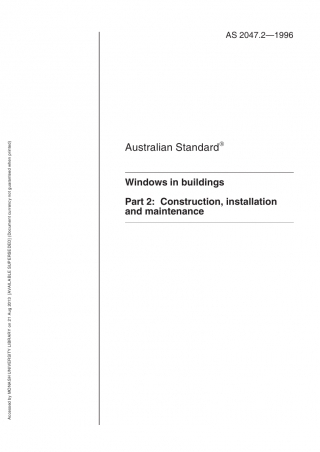 AS 2047.2—1996
Australian Standard®
Windows in buildings
Part 2: Construction, installation
and maintenance
Accessed by MONASH UNIVERSITY LIBRARY on 21 Aug 2013 [AVAILABLE SUPERSEDED] (Document currency not guaranteed when printed)